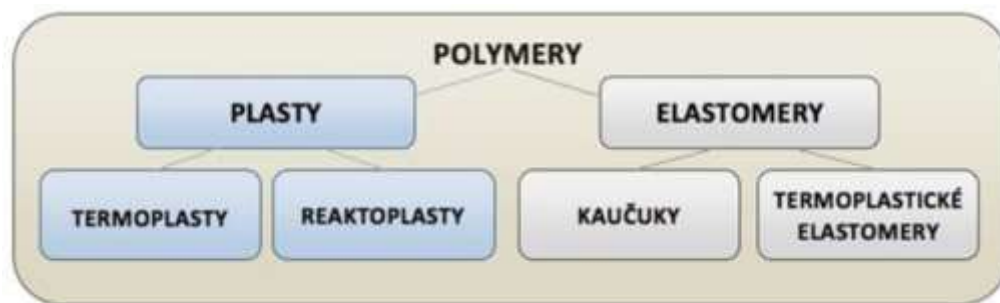 POLYMERY
PLASTY
ELASTOMERY
TERMOPLASTY
REAKTOPLASTY
KAUČUKY
TERMOPLASTICKÉ
ELASTOMERY